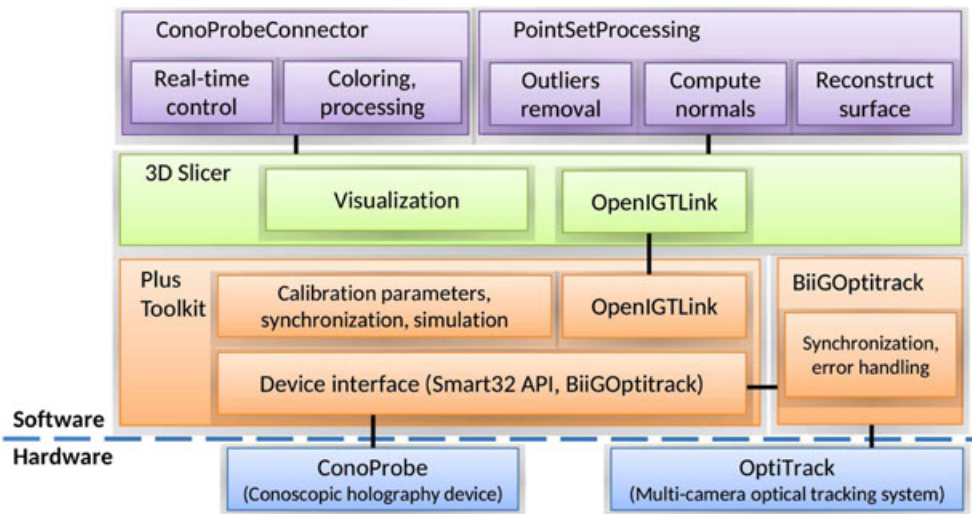 ConoProbeConnector
Real-time
control
Coloring,
processing
PointSetProcessing
Outliers
removal
Compute
normals
Reconstruct
surface
3D Slicer
Visualization
OpenIGTLink
Plus
Toolkit
Calibration parameters,
synchronization, simulation
OpenIGTLink
Device interface (Smart32 API, BiiGOptitrack)
BiiGOptitrack
Synchronization,
error handling
Software
Hardware
ConoProbe
(Conoscopic holography device)
OptiTrack
(Multi-camera optical tracking system)